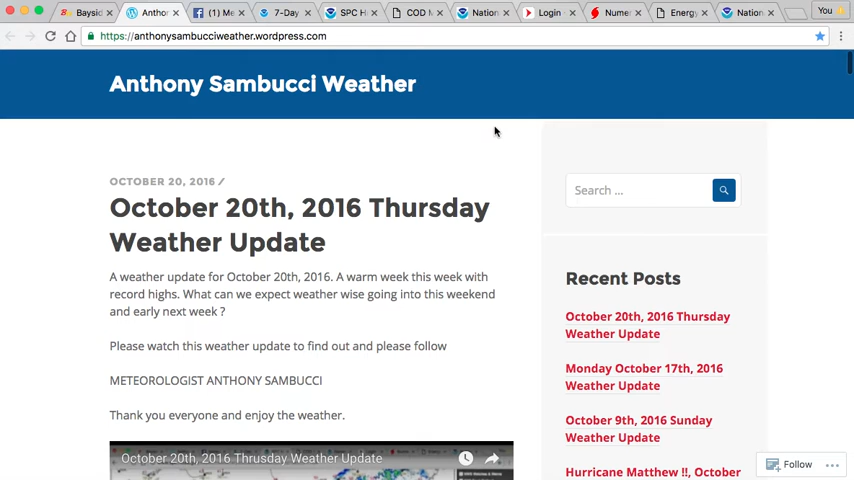 Baysid
Anthon
(1) Me
7-Day
SPC H
COD M
Nation
Login
Numer
Energy
Nation
You
https://anthonysambucciweather.wordpress.com
Anthony Sambucci Weather
OCTOBER 20, 2016 /
October 20th, 2016 Thursday
Weather Update
A weather update for October 20th, 2016. A warm week this week with
record highs. What can we expect weather wise going into this weekend
and early next week ?
Please watch this weather update to find out and please follow
METEOROLOGIST ANTHONY SAMBUCCI
Thank you everyone and enjoy the weather.
October 20th, 2016 Thrusday Weather Update
Search ...
Recent Posts
October 20th, 2016 Thursday
Weather Update
Monday October 17th, 2016
Weather Update
October 9th, 2016 Sunday
Weather Update
Hurricane Matthew !!, October
Follow